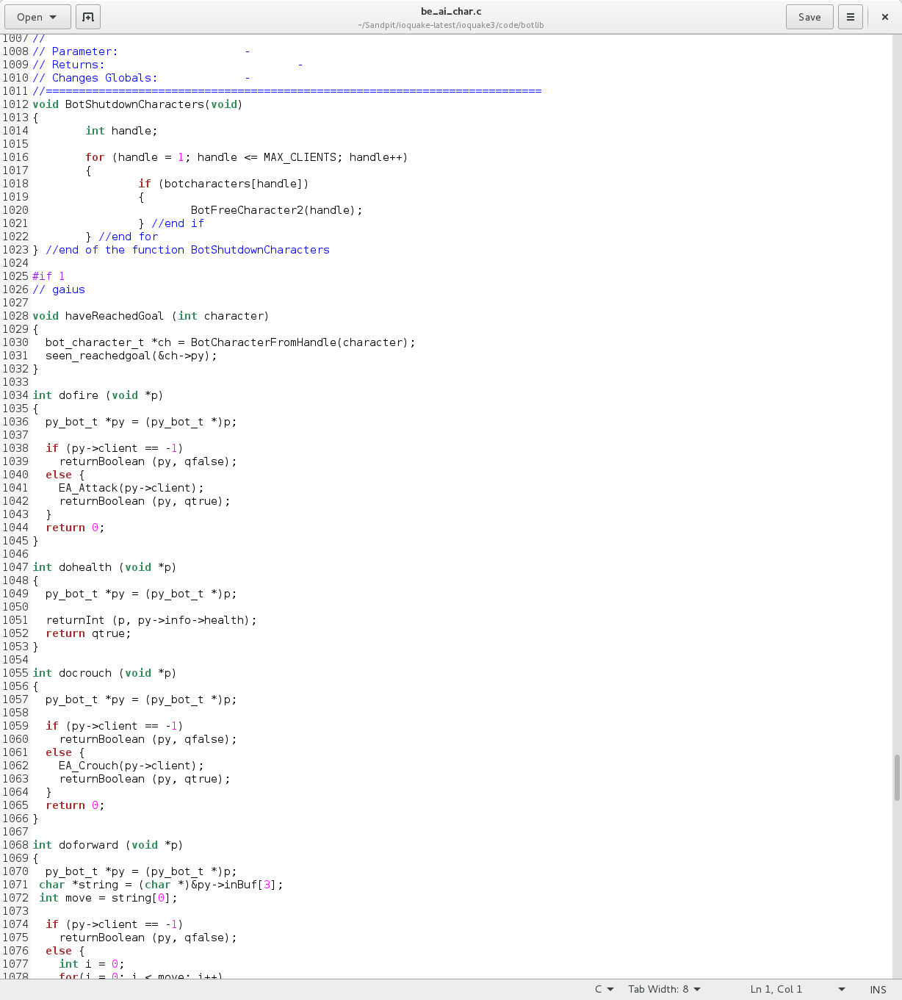 Open
be_ai_char.c
~/Sandpit/ioquake-latest/ioquake3/code/botlib
Save
1007 //
1008 // Parameter:                   -
1009 // Returns:                             -
1010 // Changes Globals:             -
1011 //===========================================================================
1012 void BotShutdownCharacters(void)
1013 {
1014         int handle;
1015
1016         for (handle = 1; handle <= MAX_CLIENTS; handle++)
1017         {
1018                 if (botcharacters[handle])
1019                 {
1020                         BotFreeCharacter2(handle);
1021                 } //end if
1022         } //end for
1023 } //end of the function BotShutdownCharacters
1024
1025 #if 1
1026 // gaius
1027
1028 void haveReachedGoal (int character)
1029 {
1030   bot_character_t *ch = BotCharacterFromHandle(character);
1031   seen_reachedgoal(&ch->py);
1032 }
1033
1034 int dofire (void *p)
1035 {
1036   py_bot_t *py = (py_bot_t *)p;
1037
1038   if (py->client == -1)
1039     returnBoolean (py, qfalse);
1040   else {
1041     EA_Attack(py->client);
1042     returnBoolean (py, qtrue);
1043   }
1044   return 0;
1045 }
1046
1047 int dohealth (void *p)
1048 {
1049   py_bot_t *py = (py_bot_t *)p;
1050
1051   returnInt (p, py->info->health);
1052   return qtrue;
1053 }
1054
1055 int docrouch (void *p)
1056 {
1057   py_bot_t *py = (py_bot_t *)p;
1058
1059   if (py->client == -1)
1060     returnBoolean (py, qfalse);
1061   else {
1062     EA_Crouch(py->client);
1063     returnBoolean (py, qtrue);
1064   }
1065   return 0;
1066 }
1067
1068 int doforward (void *p)
1069 {
1070   py_bot_t *py = (py_bot_t *)p;
1071  char *string = (char *)&py->inBuf[3];
1072  int move = string[0];
1073
1074   if (py->client == -1)
1075     returnBoolean (py, qfalse);
1076   else {
1077     int i = 0;
1078     for(i = 0; i < move; i++)
C Tab Width: 8 Ln 1, Col 1 INS